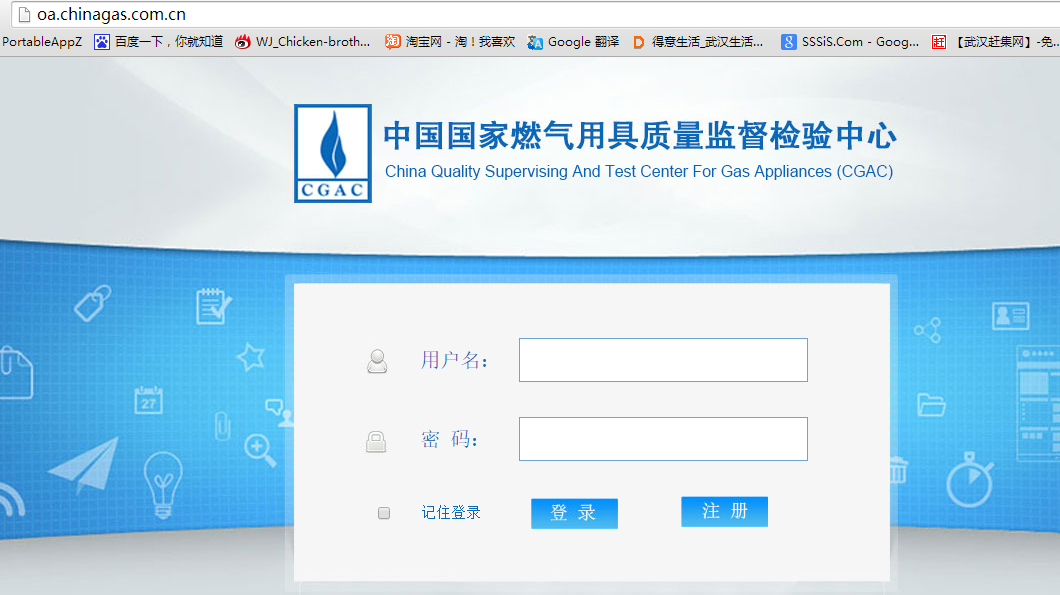 oa.chinagas.com.cn
PortableAppZ 百度一下，你就知道 WJ_Chicken-broth... 淘 淘宝网 - 淘！我喜欢 Google 翻译 D 得意生活_武汉生活... 8 SSSiS.Com - Goog... 赶 【武汉赶集网】-免...
中国国家燃气用具质量监督检验中心
China Quality Supervising And Test Center For Gas Appliances (CGAC)
CGAC
用户名：
27
密 码：
记住登录 登 录 注 册